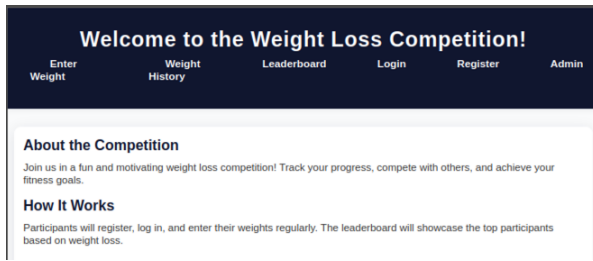 Welcome to the Weight Loss Competition!
Enter Weight
Weight History
Leaderboard
Login
Register
Admin
About the Competition
Join us in a fun and motivating weight loss competition! Track your progress, compete with others, and achieve your
fitness goals.
How It Works
Participants will register, log in, and enter their weights regularly. The leaderboard will showcase the top participants
based on weight loss.